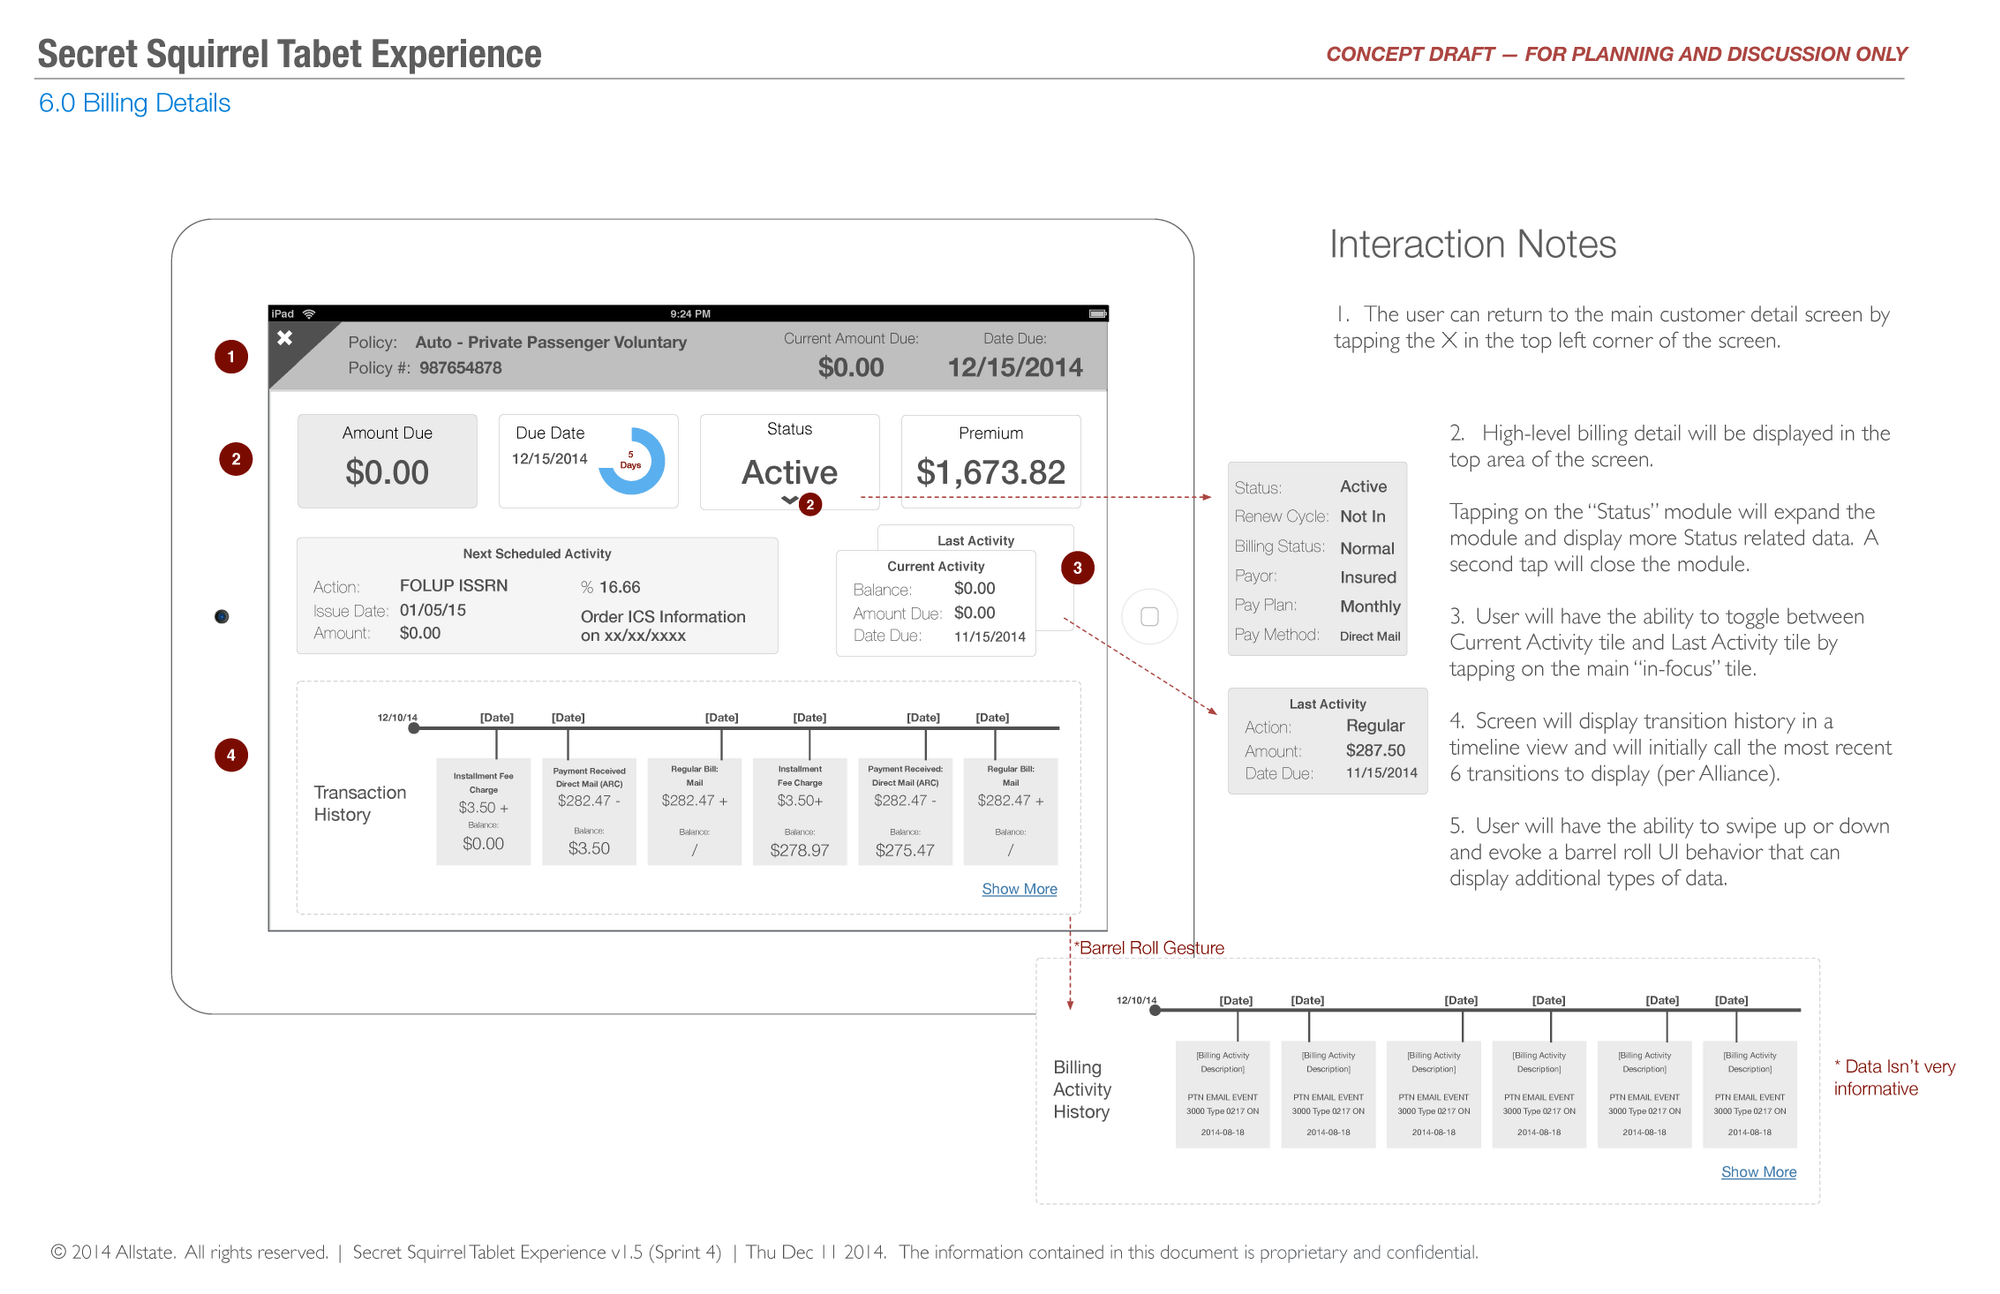 Secret Squirrel Tabet Experience
CONCEPT DRAFT — FOR PLANNING AND DISCUSSION ONLY
6.0 Billing Details
iPad
9:24 PM
Policy: Auto - Private Passenger Voluntary
Policy #: 987654878
Current Amount Due:
$0.00
Date Due:
12/15/2014
1
2
Amount Due
$0.00
Due Date
12/15/2014
5
Days
Status
Active
2
Premium
$1,673.82
Next Scheduled Activity
Action: FOLUP ISSRN
Issue Date: 01/05/15
Amount: $0.00
% 16.66
Order ICS Information
on xx/xx/xxxx
Last Activity
Current Activity
Balance: $0.00
Amount Due: $0.00
Date Due: 11/15/2014
3
4
Transaction
History
12/10/14
[Date]
[Date]
[Date]
[Date]
[Date]
[Date]
Installment Fee
Charge
$3.50 +
Balance:
$0.00
Payment Received
Direct Mail (ARC)
$282.47 -
Balance:
$3.50
Regular Bill:
Mail
$282.47 +
Balance:
/
Installment
Fee Charge
$3.50+
Balance:
$278.97
Payment Received:
Direct Mail (ARC)
$282.47 -
Balance:
$275.47
Regular Bill:
Mail
$282.47 +
Balance:
/
Show More
Status: Active
Renew Cycle: Not In
Billing Status: Normal
Payor: Insured
Pay Plan: Monthly
Pay Method: Direct Mail
Last Activity
Action: Regular
Amount: $287.50
Date Due: 11/15/2014
Interaction Notes
1. The user can return to the main customer detail screen by
tapping the X in the top left corner of the screen.
2. High-level billing detail will be displayed in the
top area of the screen.
Tapping on the “Status” module will expand the
module and display more Status related data. A
second tap will close the module.
3. User will have the ability to toggle between
Current Activity tile and Last Activity tile by
tapping on the main “in-focus” tile.
4. Screen will display transition history in a
timeline view and will initially call the most recent
6 transitions to display (per Alliance).
5. User will have the ability to swipe up or down
and evoke a barrel roll UI behavior that can
display additional types of data.
*Barrel Roll Gesture
Billing
Activity
History
12/10/14
[Date]
[Date]
[Date]
[Date]
[Date]
[Date]
[Billing Activity
Description]
PTN EMAIL EVENT
3000 Type 0217 ON
2014-08-18
[Billing Activity
Description]
PTN EMAIL EVENT
3000 Type 0217 ON
2014-08-18
[Billing Activity
Description]
PTN EMAIL EVENT
3000 Type 0217 ON
2014-08-18
[Billing Activity
Description]
PTN EMAIL EVENT
3000 Type 0217 ON
2014-08-18
[Billing Activity
Description]
PTN EMAIL EVENT
3000 Type 0217 ON
2014-08-18
[Billing Activity
Description]
PTN EMAIL EVENT
3000 Type 0217 ON
2014-08-18
Show More
* Data Isn’t very
informative
© 2014 Allstate. All rights reserved. | Secret Squirrel Tablet Experience v1.5 (Sprint 4) | Thu Dec 11 2014. The information contained in this document is proprietary and confidential.